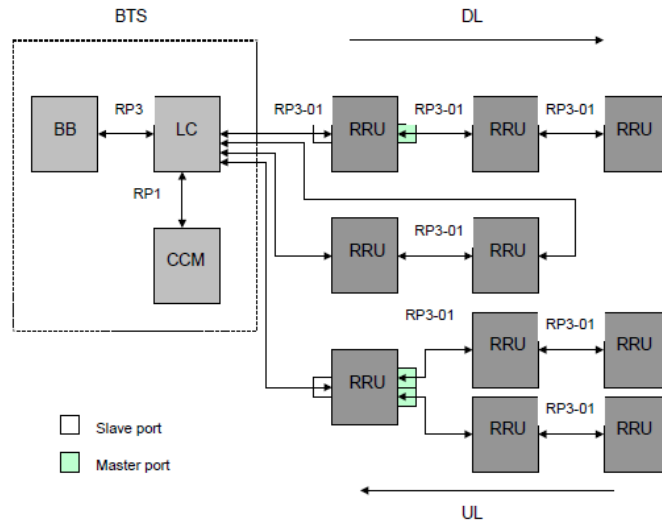 BTS
DL
RP3
RP3-01
RP3-01
RP3-01
BB
LC
RRU
RRU
RRU
RP1
RP3-01
CCM
RRU
RRU
RP3-01
RP3-01
RRU
RRU
RRU
RP3-01
RRU
RRU
Slave port
Master port
UL